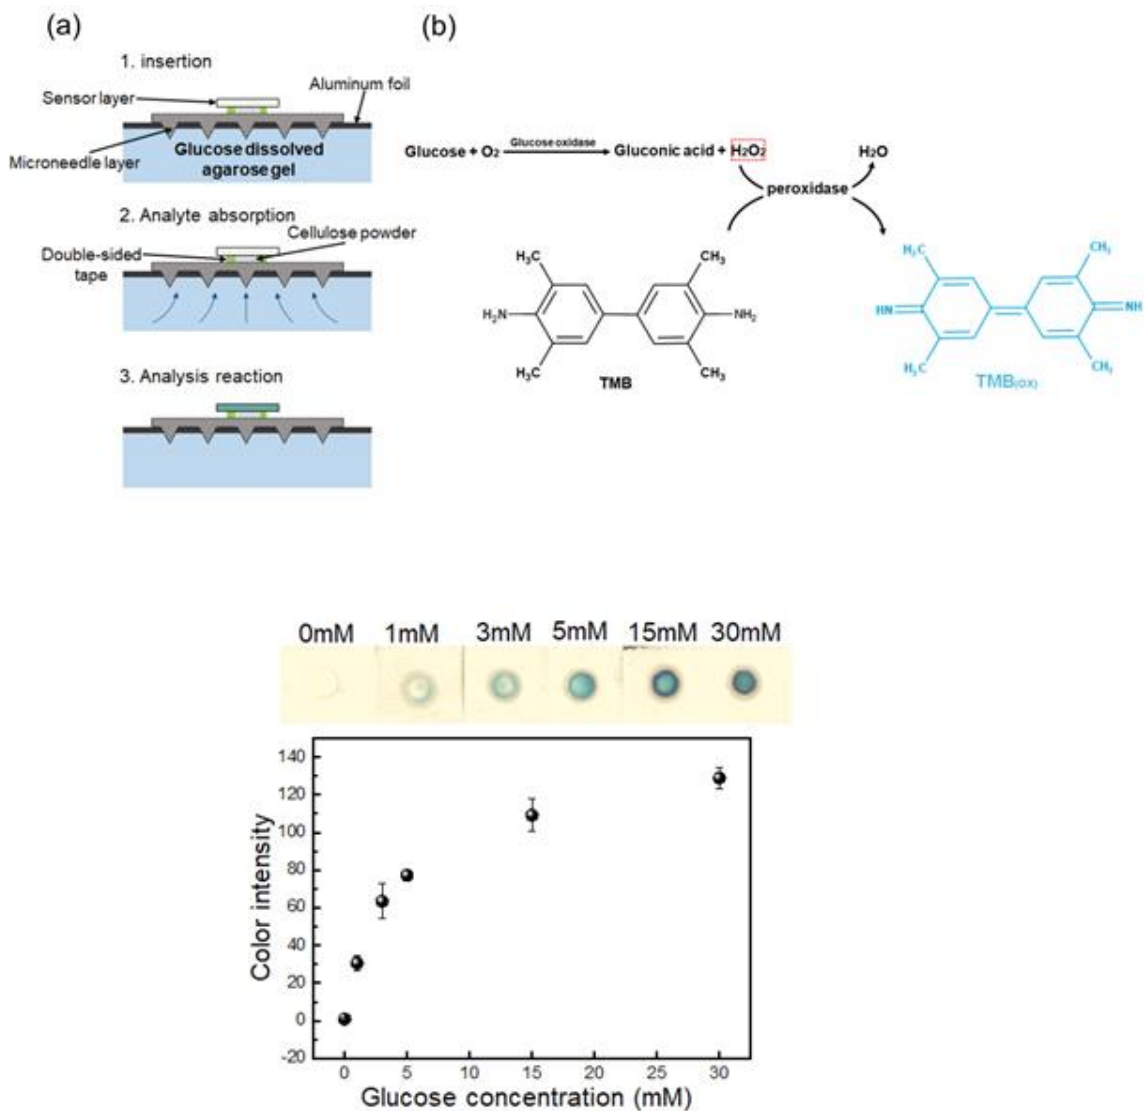 (a)
1. insertion
Sensor layer
Aluminum foil
Microneedle layer
Glucose dissolved
agarose gel
2. Analyte absorption
Cellulose powder
Double-sided
tape
3. Analysis reaction
(b)
Glucose + O₂
Glucose oxidase
Gluconic acid + H₂O₂
H₂O
peroxidase
H₃C
CH₃
H₂N
NH₂
H₃C
CH₃
TMB
H₃C
CH₃
HN
NH
H₃C
CH₃
TMB(ox)
0mM 1mM 3mM 5mM 15mM 30mM
Color intensity
140
120
100
80
60
40
20
0
-20
0 5 10 15 20 25 30
Glucose concentration (mM)